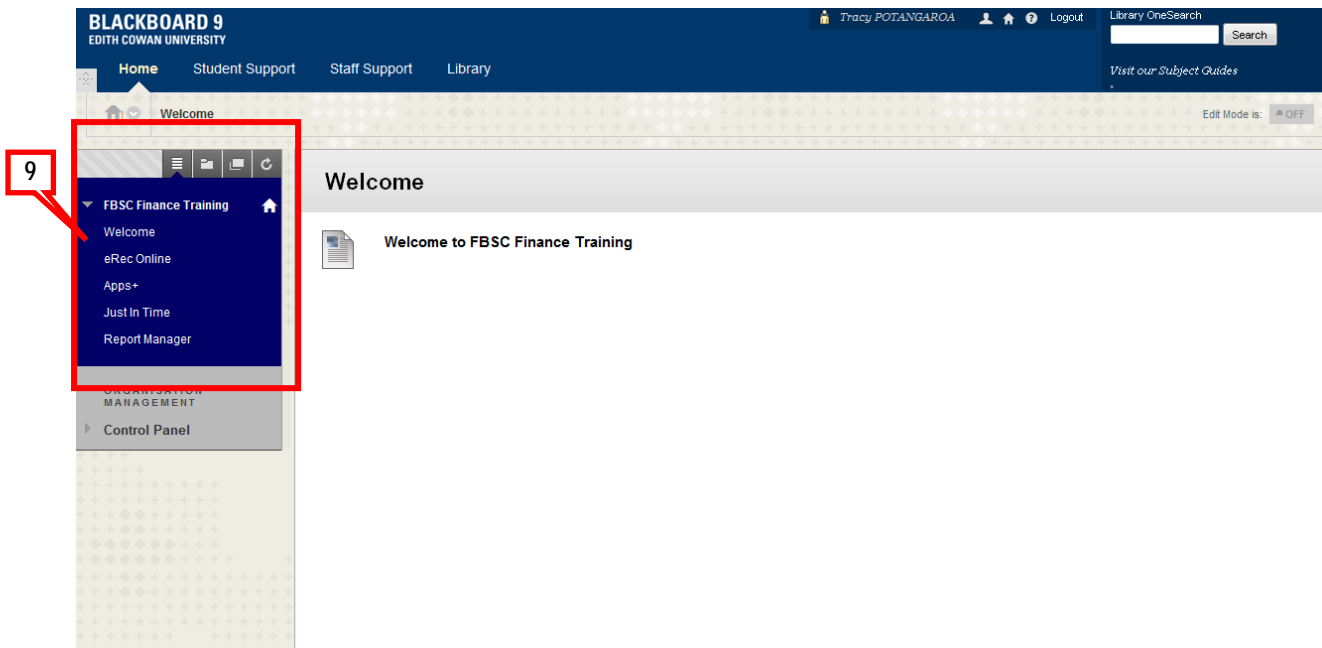 BLACKBOARD 9
EDITH COWAN UNIVERSITY
Tracy POTANGAROA
Logout
Library OneSearch
Search
Home
Student Support
Staff Support
Library
Visit our Subject Guides
Welcome
Edit Mode is:
OFF
9
Welcome
FBSC Finance Training
Welcome
eRec Online
Apps+
Just In Time
Report Manager
Welcome to FBSC Finance Training
ORGANISATION
MANAGEMENT
Control Panel